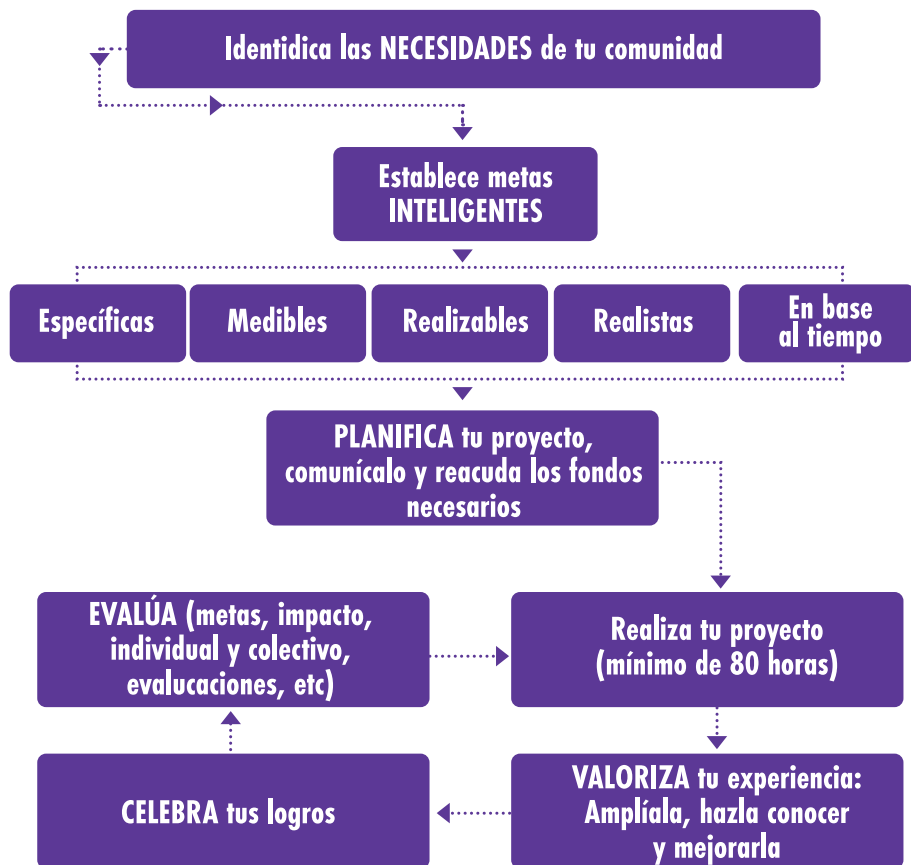 Identidica las NECESIDADES de tu comunidad
Establece metas
INTELIGENTES
Específicas
Medibles
Realizables
Realistas
En base
al tiempo
PLANIFICA tu proyecto,
comunícalo y reacuda los fondos
necesarios
EVALÚA (metas, impacto,
individual y colectivo,
evalucaciones, etc)
Realiza tu proyecto
(mínimo de 80 horas)
CELEBRA tus logros
VALORIZA tu experiencia:
Amplíala, hazla conocer
y mejorarla